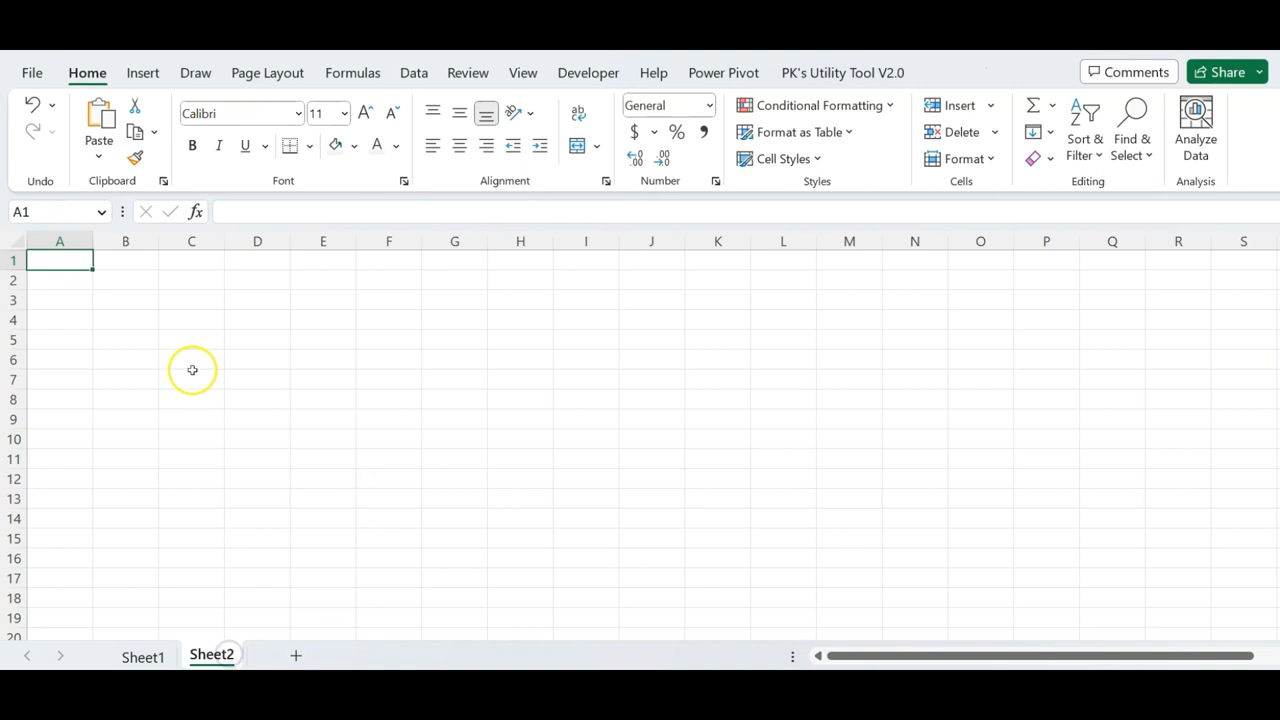 File Home Insert Draw Page Layout Formulas Data Review View Developer Help Power Pivot PK's Utility Tool V2.0 Comments Share
Calibri 11 ab General Conditional Formatting Insert Σ
Paste $ % Format as Table Delete Sort & Filter Find & Select Analyze Data
B I U A Cell Styles Format
Undo Clipboard Font Alignment Number Styles Cells Editing Analysis
A1 fx
A B C D E F G H I J K L M N O P Q R S
1
2
3
4
5
6
7
8
9
10
11
12
13
14
15
16
17
18
19
20
Sheet1 Sheet2 +